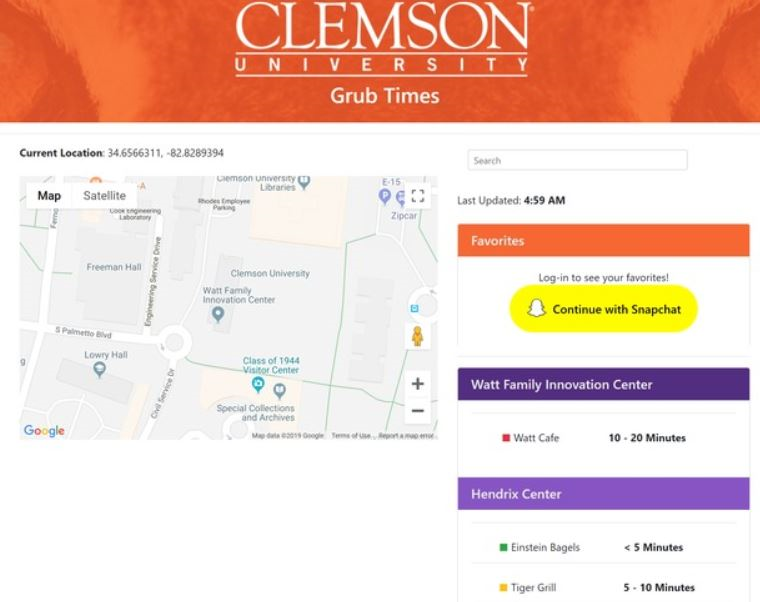 CLEMSON
UNIVERSITY
Grub Times
Current Location: 34.6566311, -82.8289394
Map
Satellite
-A
Cook Engineering
Laboratory
Clemson University
Libraries
Rhodes Employee
Parking
E-15
Zipcar
Freeman Hall
Engineering Service Drive
Clemson University
Watt Family
Innovation Center
S Palmetto Blvd
Lowry Hall
Class of 1944
Visitor Center
Civil Service Dr
Special Collections
and Archives
Google
Map data ©2019 Google
Terms of Use
Report a map error
Search
Last Updated: 4:59 AM
Favorites
Log-in to see your favorites!
Continue with Snapchat
Watt Family Innovation Center
Watt Cafe 10 - 20 Minutes
Hendrix Center
Einstein Bagels < 5 Minutes
Tiger Grill 5 - 10 Minutes